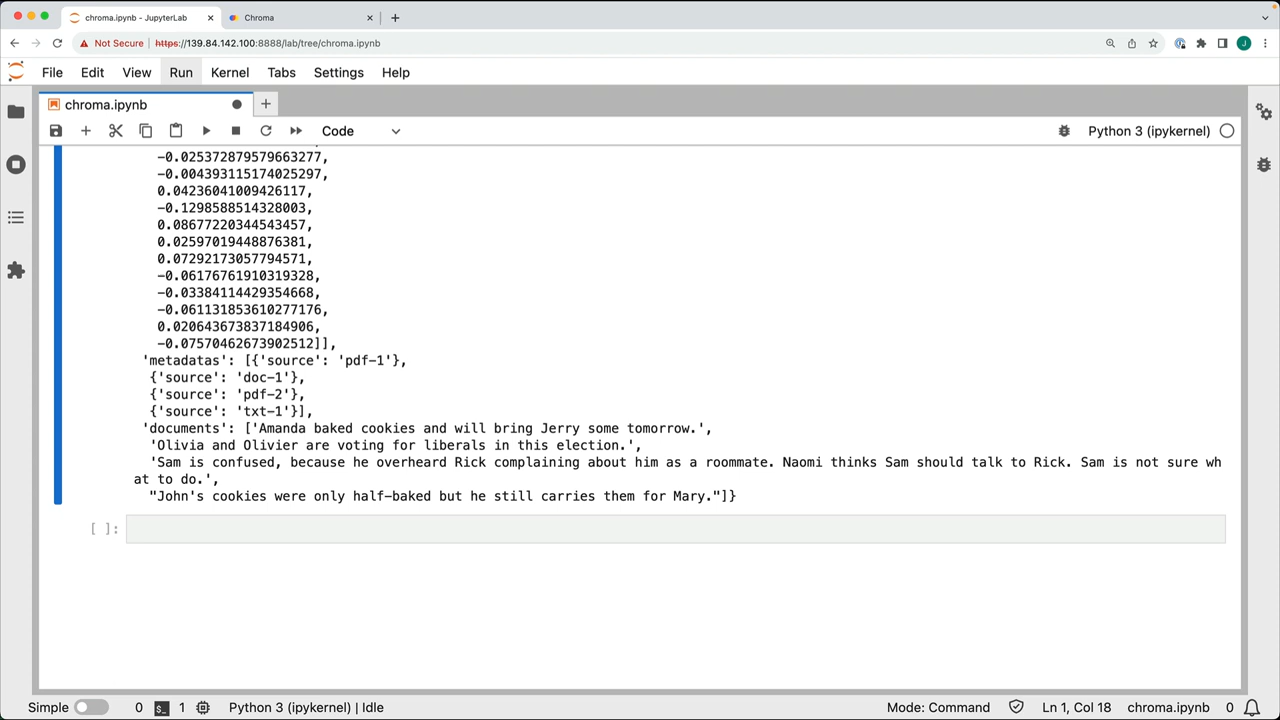 chroma.ipynb - JupyterLab
Chroma
Not Secure
https://139.84.142.100:8888/lab/tree/chroma.ipynb
J
File Edit View Run Kernel Tabs Settings Help
chroma.ipynb
Code
Python 3 (ipykernel)
-0.025372879579663277,
-0.004393115174025297,
0.04236041009426117,
-0.1298588514328003,
0.08677220344543457,
0.02597019448876381,
0.07292173057794571,
-0.06176761910319328,
-0.03384114429354668,
-0.061131853610277176,
0.020643673837184906,
-0.07570462673902512]],
'metadatas': [{'source': 'pdf-1'},
{'source': 'doc-1'},
{'source': 'pdf-2'},
{'source': 'txt-1'}],
'documents': ['Amanda baked cookies and will bring Jerry some tomorrow.',
'Olivia and Olivier are voting for liberals in this election.',
'Sam is confused, because he overheard Rick complaining about him as a roommate. Naomi thinks Sam should talk to Rick. Sam is not sure wh
at to do.',
"John's cookies were only half-baked but he still carries them for Mary."]}
[ ]:
Simple 0 $_ 1 Python 3 (ipykernel) | Idle Mode: Command Ln 1, Col 18 chroma.ipynb 0